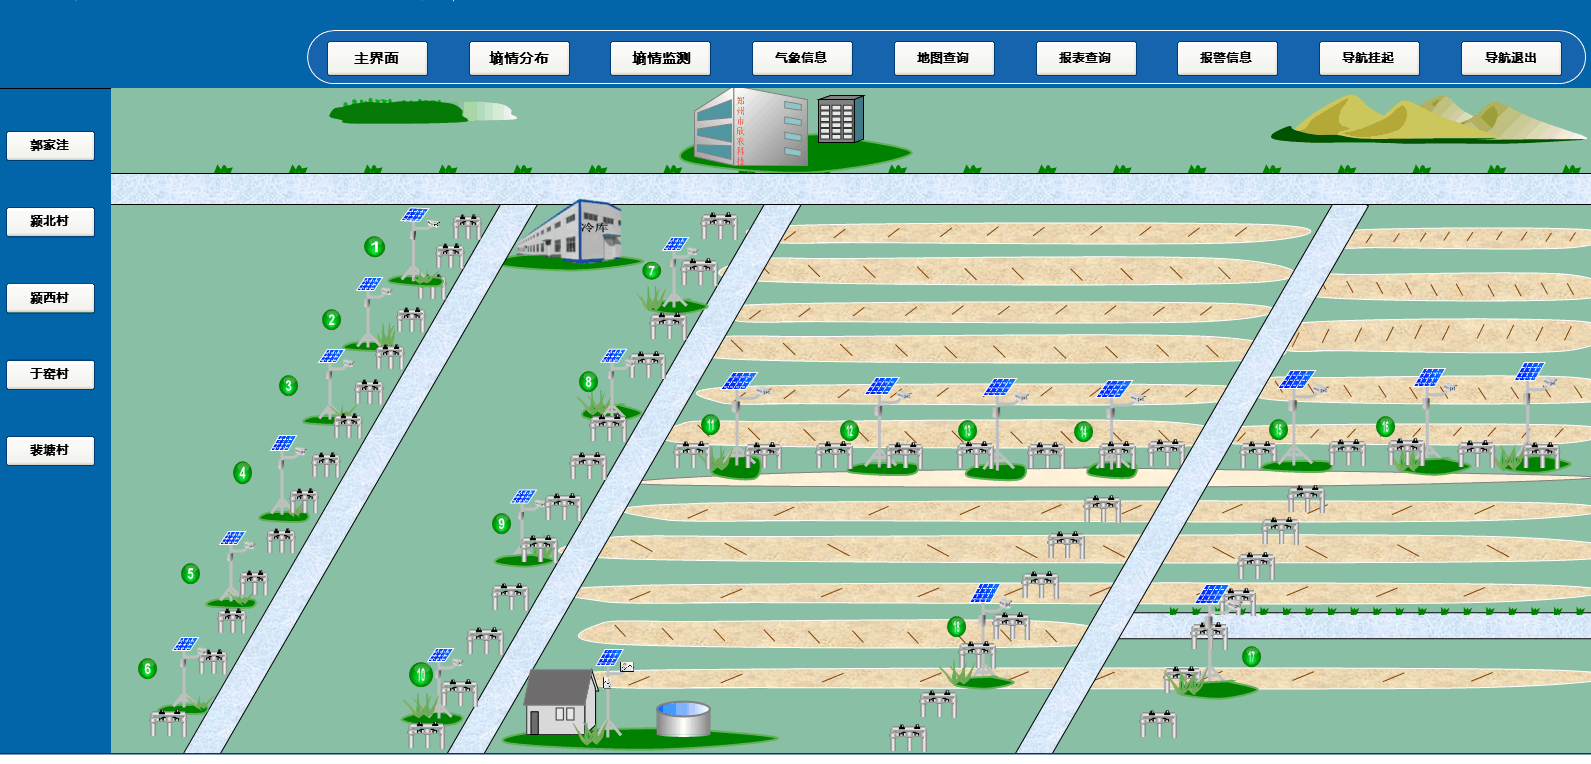 主界面
墒情分布
墒情监测
气象信息
地图查询
报表查询
报警信息
导航挂起
导航退出
郭家洼
颍北村
颍西村
于窑村
裴塘村
郑州市欣农科技
冷库
1
2
3
4
5
6
7
8
9
10
11
12
13
14
15
16
17
18